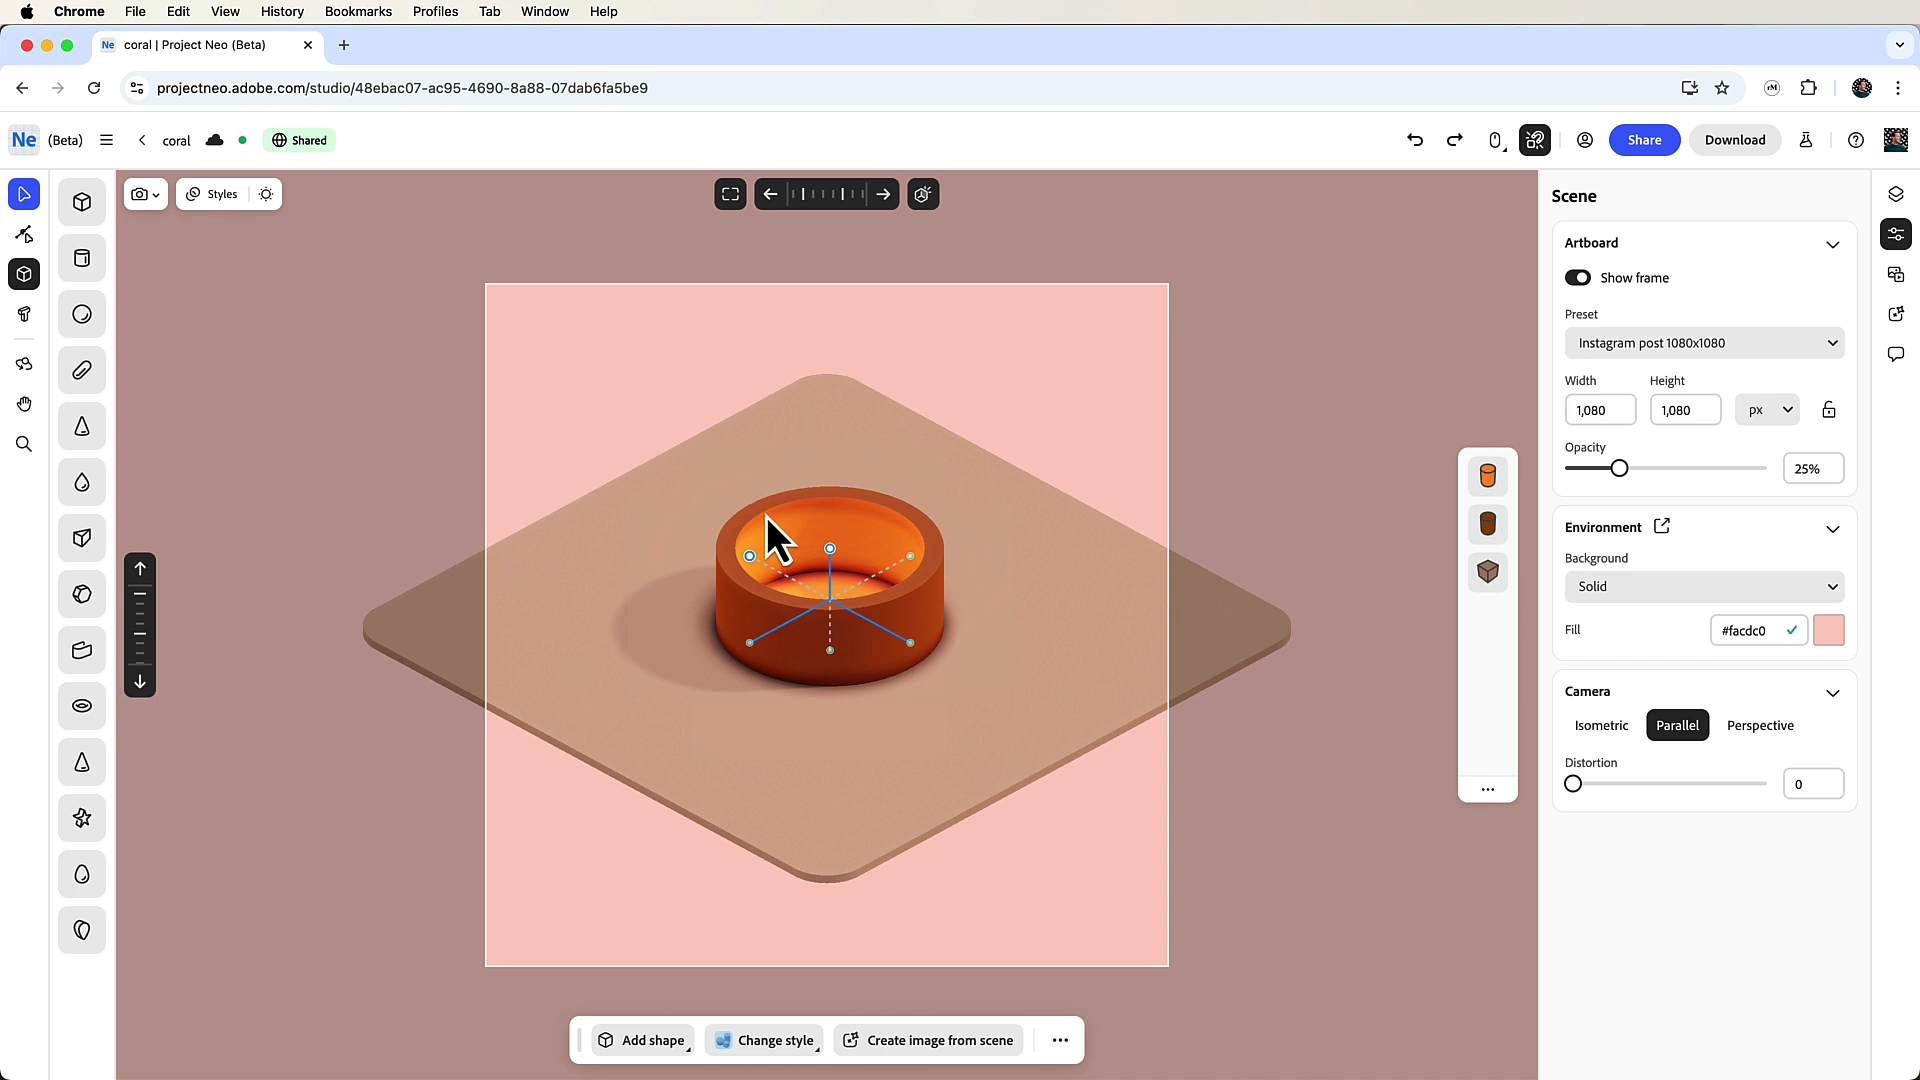 Chrome File Edit View History Bookmarks Profiles Tab Window Help
Ne coral | Project Neo (Beta)
projectneo.adobe.com/studio/48ebac07-ac95-4690-8a88-07dab6fa5be9
rM
Ne (Beta) coral Shared Share Download
Styles
Scene
Artboard
Show frame
Preset
Instagram post 1080x1080
Width Height
1,080 1,080 px
Opacity
25%
Environment
Background
Solid
Fill #facdc0
Camera
Isometric Parallel Perspective
Distortion
0
Add shape Change style Create image from scene